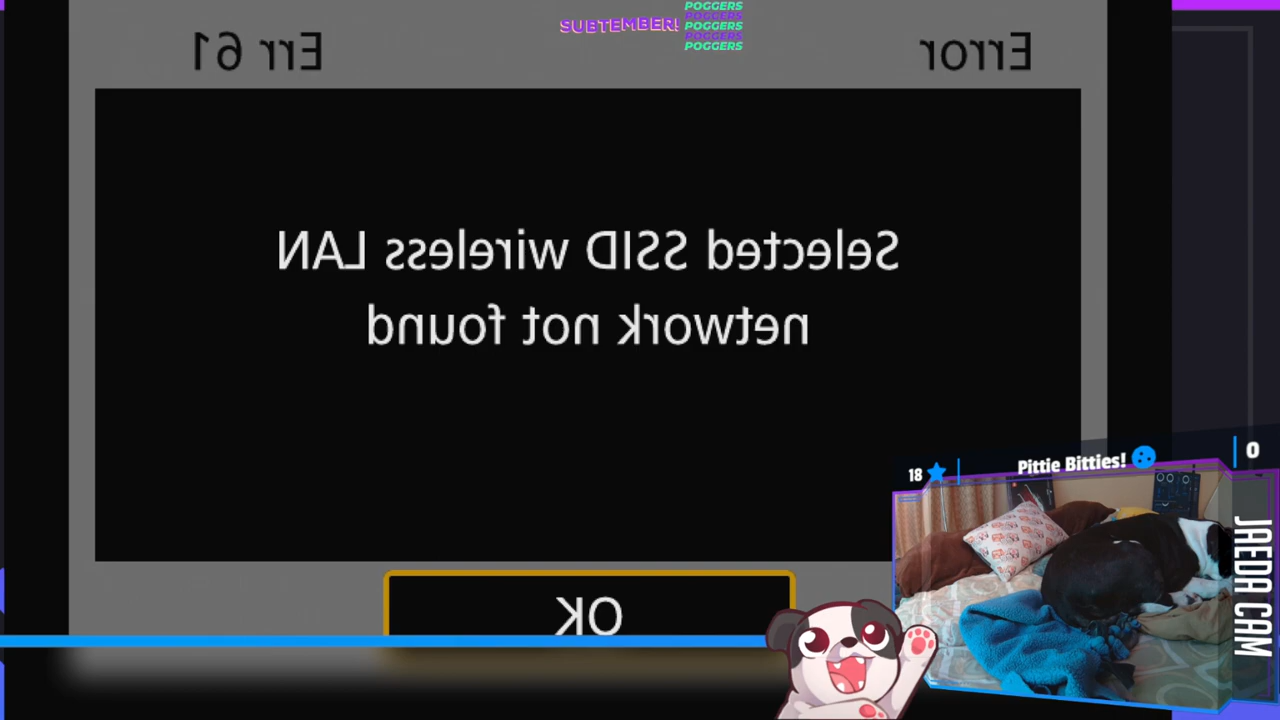 SUBTEMBER!
POGGERS
POGGERS
POGGERS
POGGERS
POGGERS
Error Err 61
Selected SSID wireless LAN
network not found
OK
18 Pittie Bitties! 0
JAEDA CAM